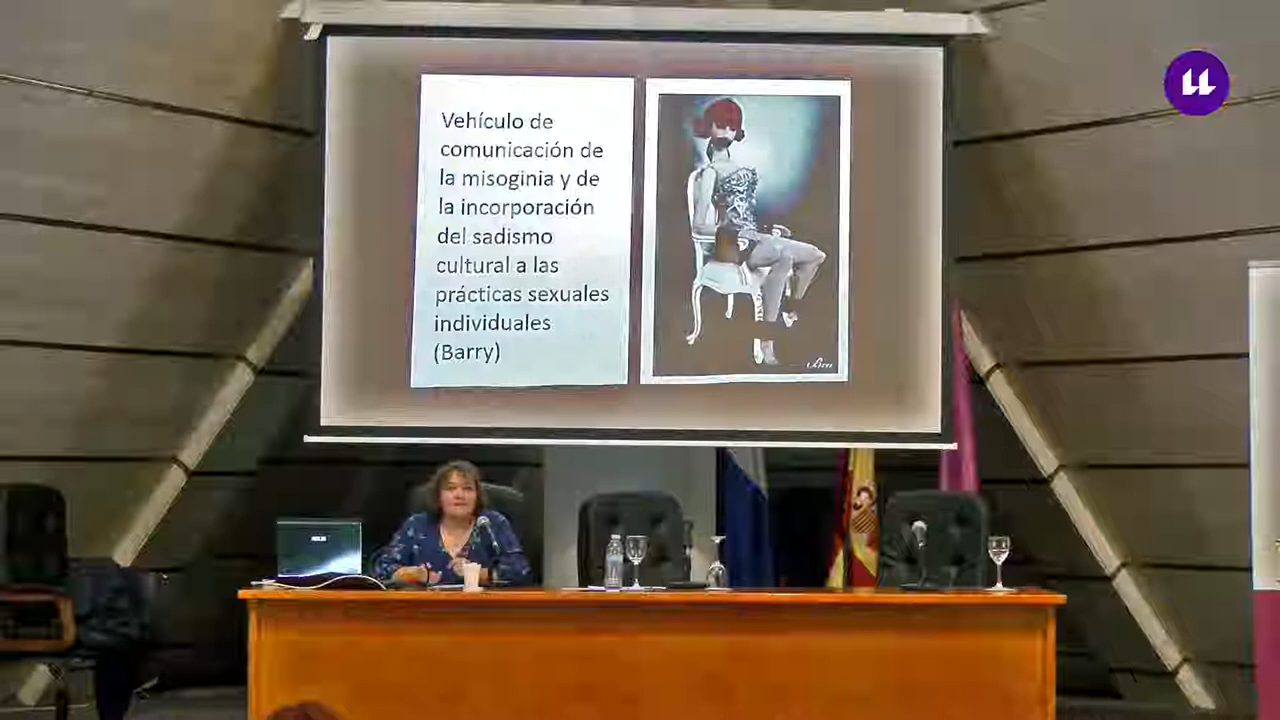 Vehículo de
comunicación de
la misoginia y de
la incorporación
del sadismo
cultural a las
prácticas sexuales
individuales
(Barry)